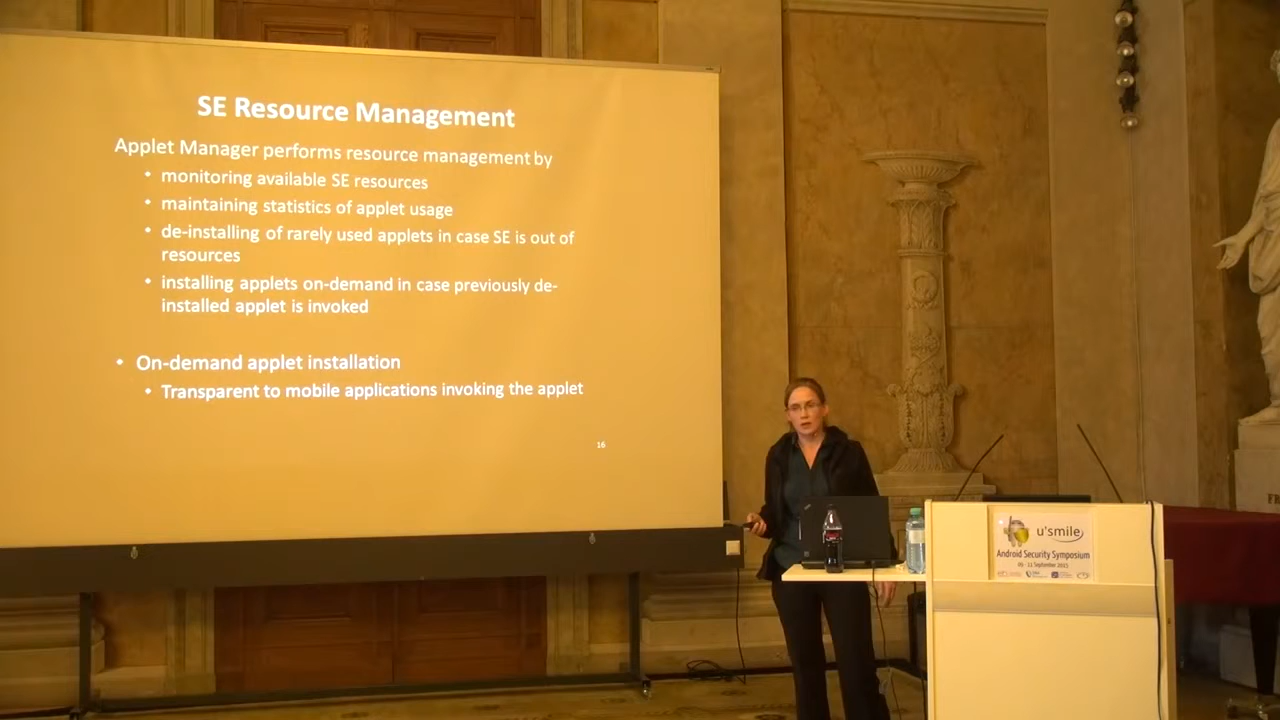 SE Resource Management
Applet Manager performs resource management by
• monitoring available SE resources
• maintaining statistics of applet usage
• de-installing of rarely used applets in case SE is out of
resources
• installing applets on-demand in case previously de-
installed applet is invoked
• On-demand applet installation
• Transparent to mobile applications invoking the applet
16
u'smile
Android Security Symposium